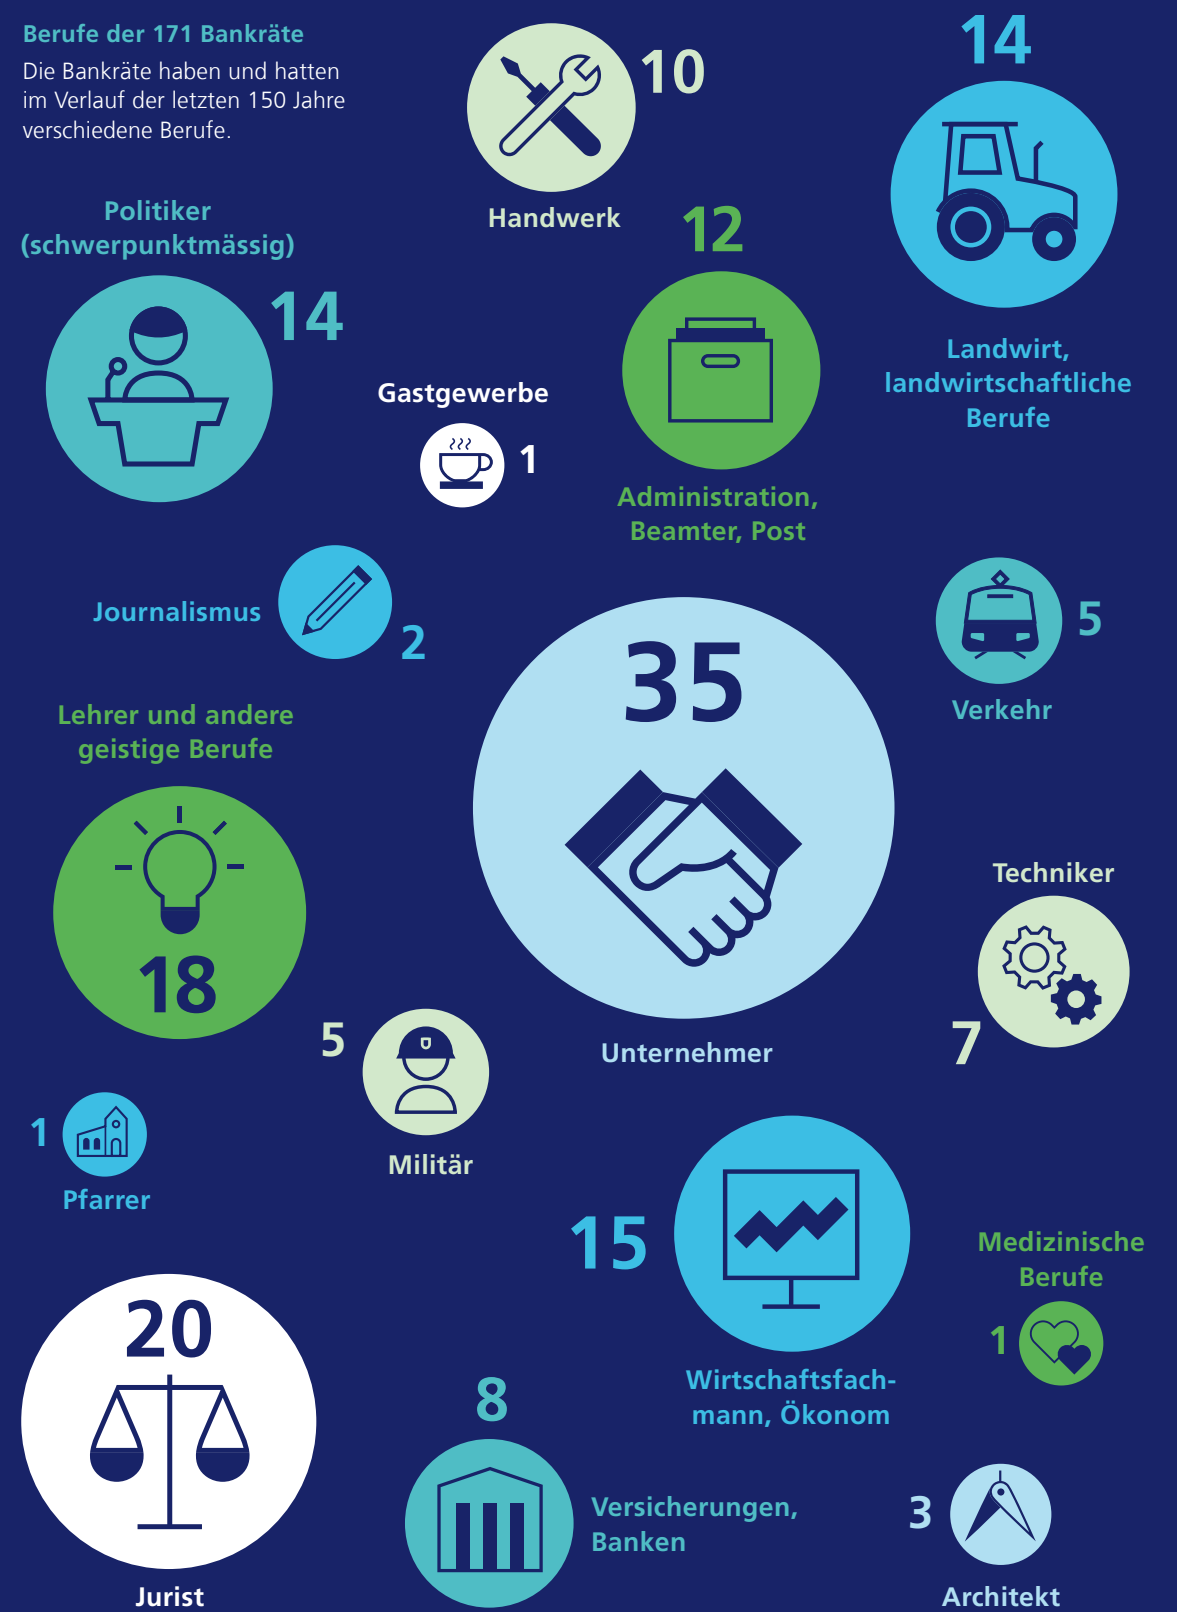 Berufe der 171 Bankräte
Die Bankräte haben und hatten
im Verlauf der letzten 150 Jahre
verschiedene Berufe.
10
Handwerk
14
Landwirt,
landwirtschaftliche
Berufe
Politiker
(schwerpunktmässig)
14
12
Administration,
Beamter, Post
Gastgewerbe
1
Journalismus
2
35
Unternehmer
5
Verkehr
Lehrer und andere
geistige Berufe
18
Techniker
7
5
Militär
1
Pfarrer
15
Wirtschaftsfach-
mann, Ökonom
Medizinische
Berufe
1
20
Jurist
8
Versicherungen,
Banken
3
Architekt